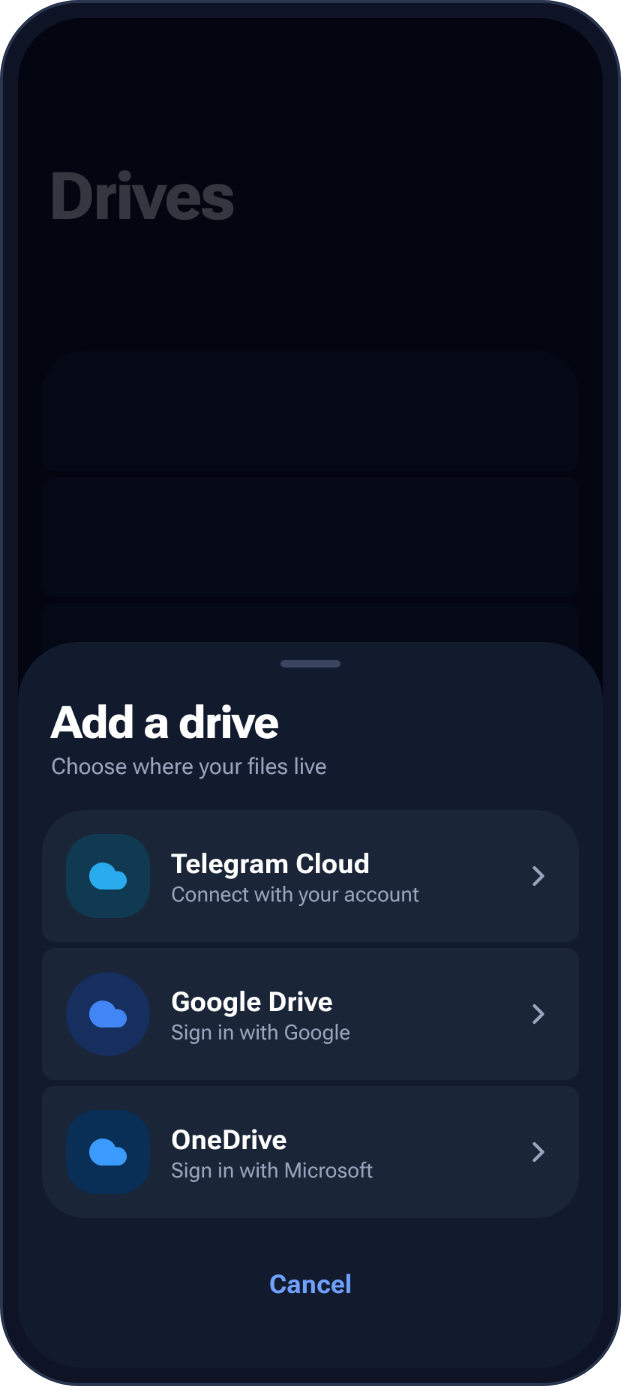 Drives
Add a drive
Choose where your files live
Telegram Cloud
Connect with your account
Google Drive
Sign in with Google
OneDrive
Sign in with Microsoft
Cancel